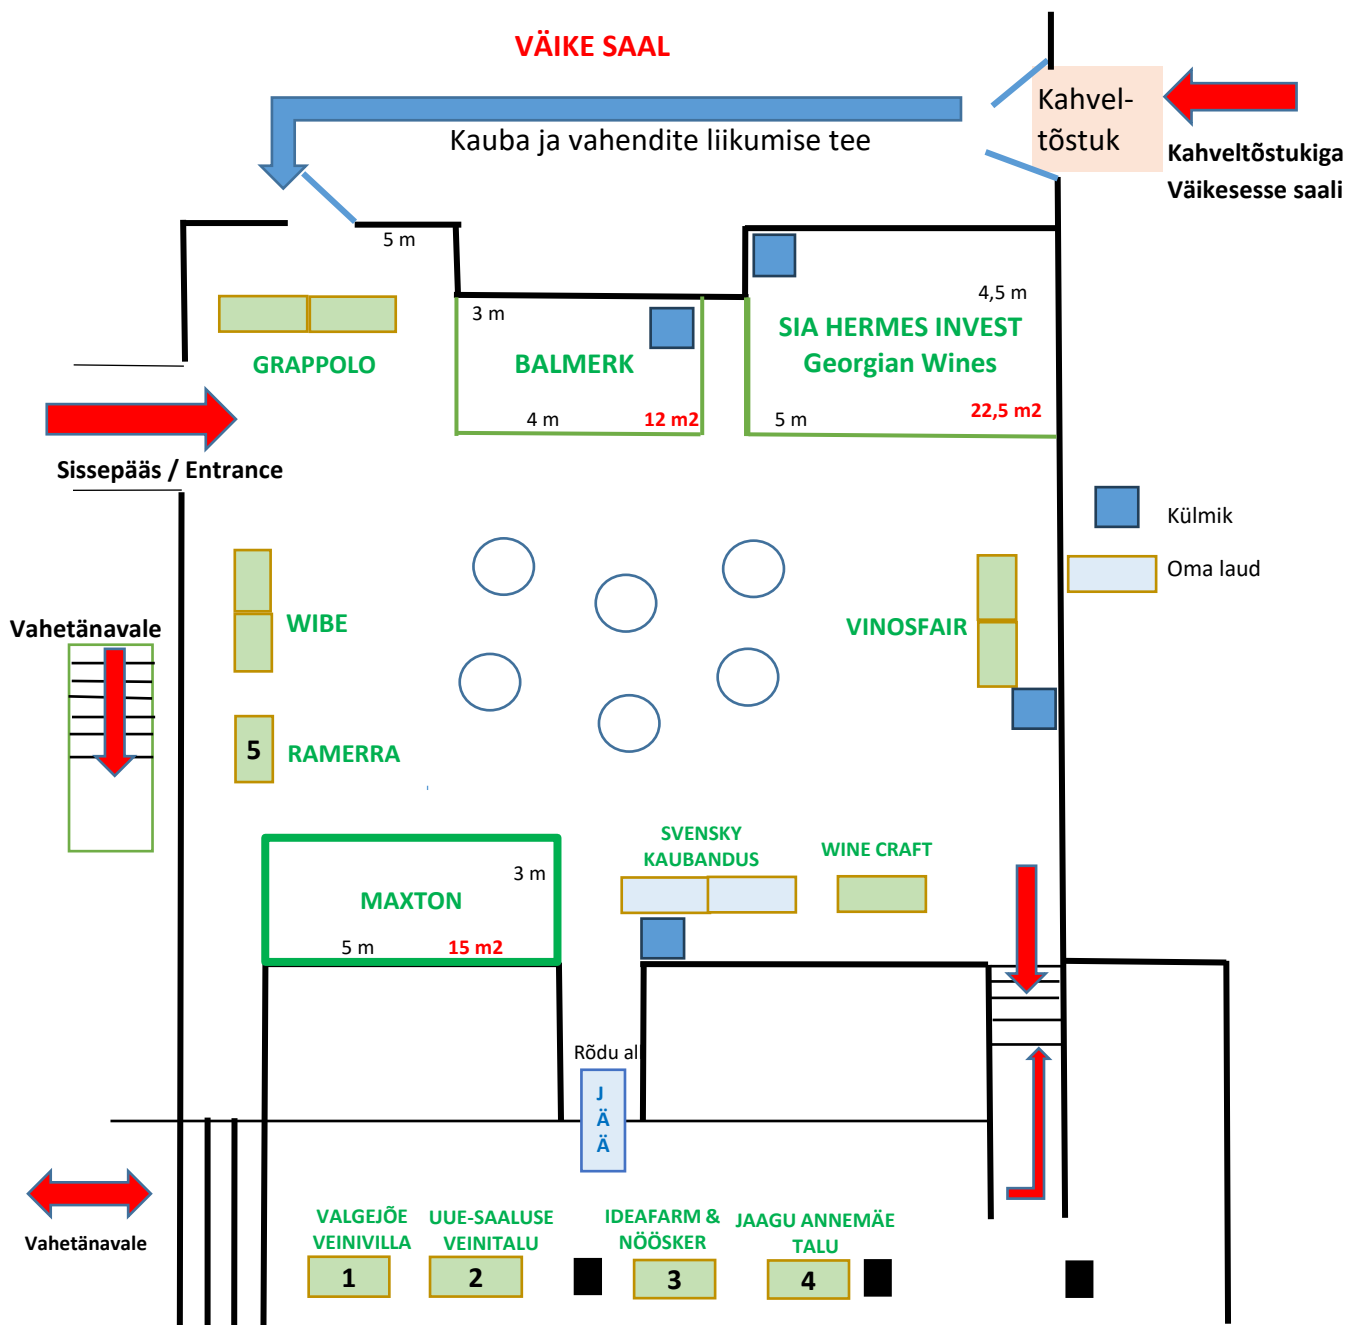 VÄIKE SAAL
Kahvel-
tõstuk
Kauba ja vahendite liikumise tee
Kahveltõstukiga
Väikesesse saali
5 m
3 m
4,5 m
SIA HERMES INVEST
Georgian Wines
GRAPPOLO
BALMERK
4 m
12 m2
5 m
22,5 m2
Sissepääs / Entrance
Külmik
Oma laud
WIBE
VINOSFAIR
Vahetänavale
5
RAMERRA
SVENSKY
KAUBANDUS
WINE CRAFT
3 m
MAXTON
5 m
15 m2
Rõdu al
J
Ä
Ä
Vahetänavale
VALGEJÕE
VEINIVILLA
UUE-SAALUSE
VEINITALU
IDEAFARM &
NÖÖSKER
JAAGU ANNEMÄE
TALU
1
2
3
4